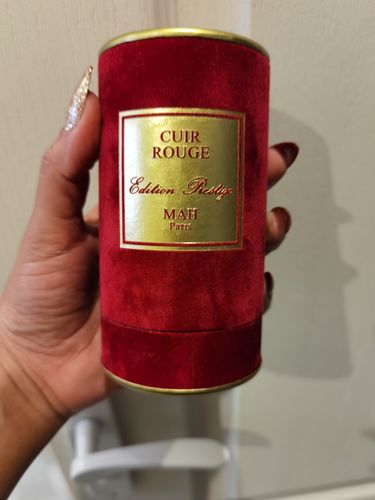 CUIR
ROUGE
Edition Prestige
MAH
Paris